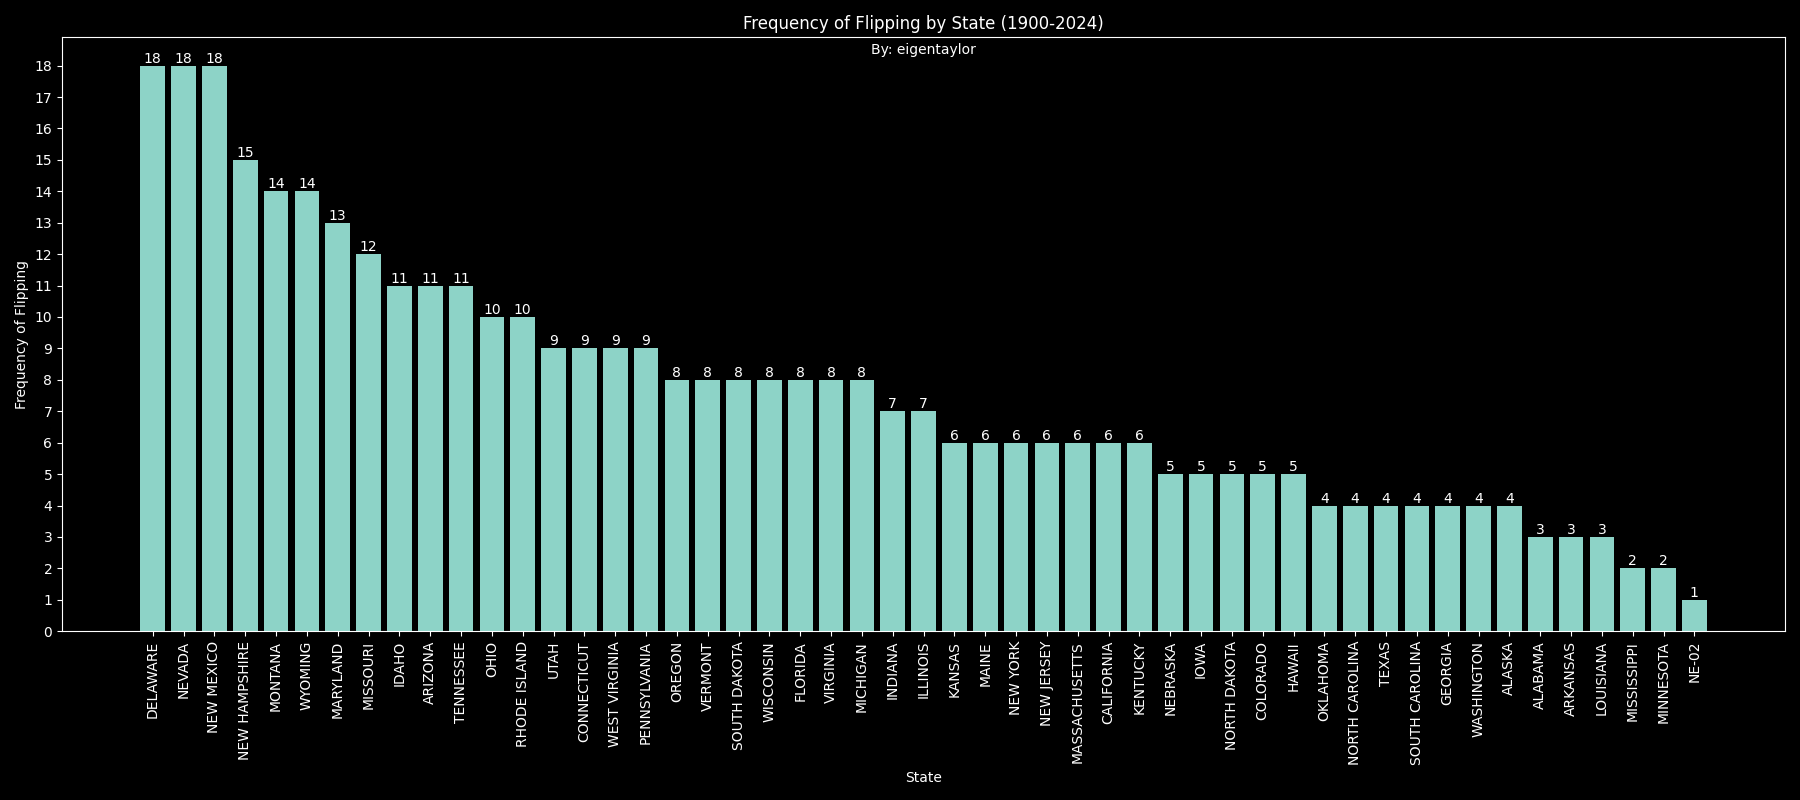 Frequency of Flipping by State (1900-2024)
By: eigentaylor
18 18 18 15 14 14 13 12 11 11 11 10 10 9 9 9 9 8 8 8 8 8 8 8 7 7 6 6 6 6 6 6 6 5 5 5 5 5 4 4 4 4 4 4 4 3 3 3 2 2 1
18
17
16
15
14
13
12
11
10
9
8
7
6
5
4
3
2
1
0
Frequency of Flipping
DELAWARE
NEVADA
NEW MEXICO
NEW HAMPSHIRE
MONTANA
WYOMING
MARYLAND
MISSOURI
IDAHO
ARIZONA
TENNESSEE
OHIO
RHODE ISLAND
UTAH
CONNECTICUT
WEST VIRGINIA
PENNSYLVANIA
OREGON
VERMONT
SOUTH DAKOTA
WISCONSIN
FLORIDA
VIRGINIA
MICHIGAN
INDIANA
ILLINOIS
KANSAS
MAINE
NEW YORK
NEW JERSEY
MASSACHUSETTS
CALIFORNIA
KENTUCKY
NEBRASKA
IOWA
NORTH DAKOTA
COLORADO
HAWAII
OKLAHOMA
NORTH CAROLINA
TEXAS
SOUTH CAROLINA
GEORGIA
WASHINGTON
ALASKA
ALABAMA
ARKANSAS
LOUISIANA
MISSISSIPPI
MINNESOTA
NE-02
State